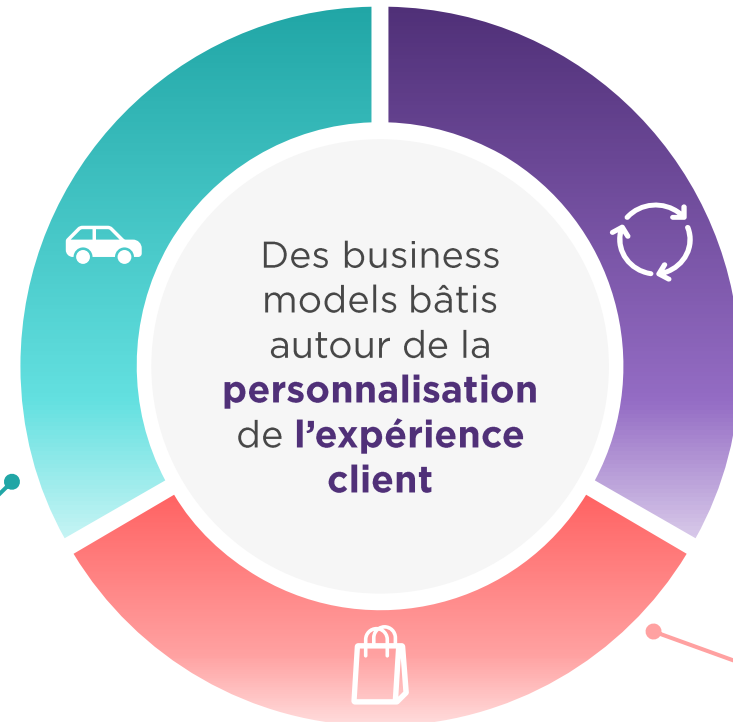 Des business
models bâtis
autour de la
personnalisation
de l’expérience
client